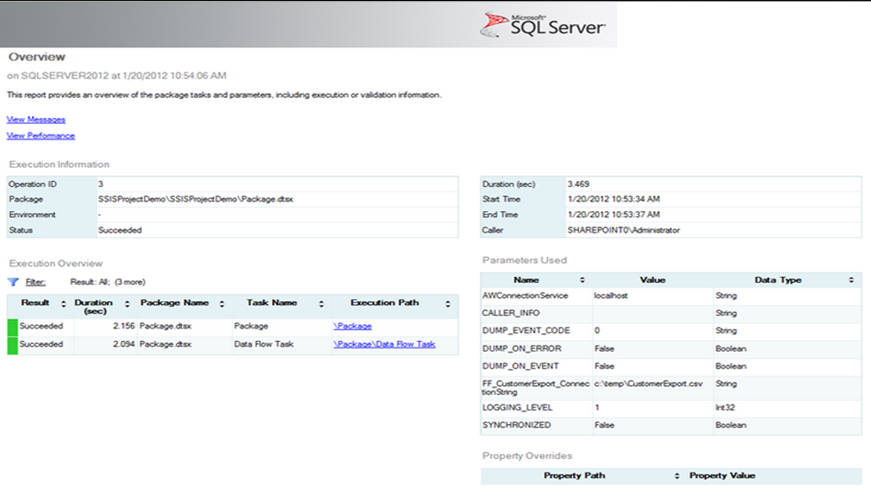 Microsoft®
SQL Server®
Overview
on SQLSERVER2012 at 1/20/2012 10:54:06 AM
This report provides an overview of the package tasks and parameters, including execution or validation information.
View Messages
View Performance
Execution Information
Operation ID 3
Package SSISProjectDemo\SSISProjectDemo\Package.dtsx
Environment -
Status Succeeded
Duration (sec) 3.469
Start Time 1/20/2012 10:53:34 AM
End Time 1/20/2012 10:53:37 AM
Caller SHAREPOINT0\Administrator
Execution Overview
Filter: Result: All; (3 more)
Result Duration (sec) Package Name Task Name Execution Path
Succeeded 2.156 Package.dtsx Package \Package
Succeeded 2.094 Package.dtsx Data Flow Task \Package\Data Flow Task
Parameters Used
Name Value Data Type
AWConnectionService localhost String
CALLER_INFO String
DUMP_EVENT_CODE 0 String
DUMP_ON_ERROR False Boolean
DUMP_ON_EVENT False Boolean
FF_CustomerExport_Connec c:\temp\CustomerExport.csv String
tionString
LOGGING_LEVEL 1 Int32
SYNCHRONIZED False Boolean
Property Overrides
Property Path Property Value